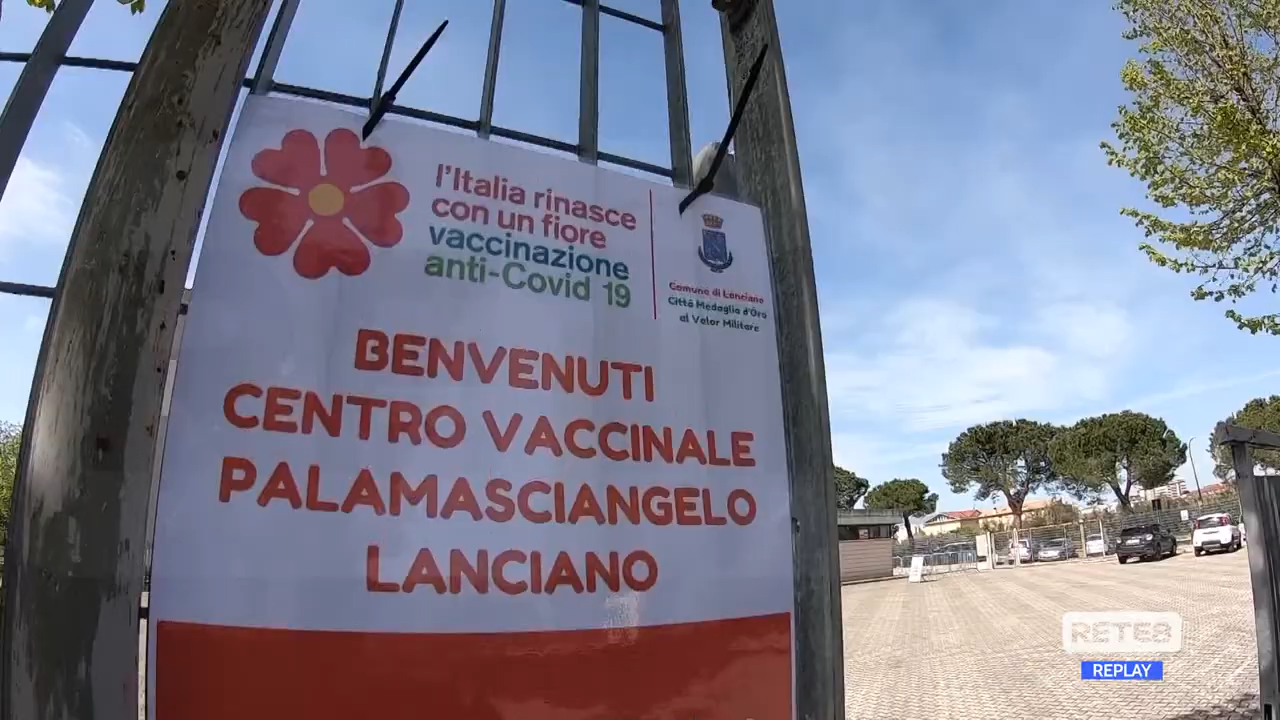 l'Italia rinasce
con un fiore
vaccinazione
anti-Covid 19
Comune di Lanciano
Città Medaglia d'Oro
al Valor Militare
BENVENUTI
CENTRO VACCINALE
PALAMASCIANGELO
LANCIANO
RETE8
REPLAY